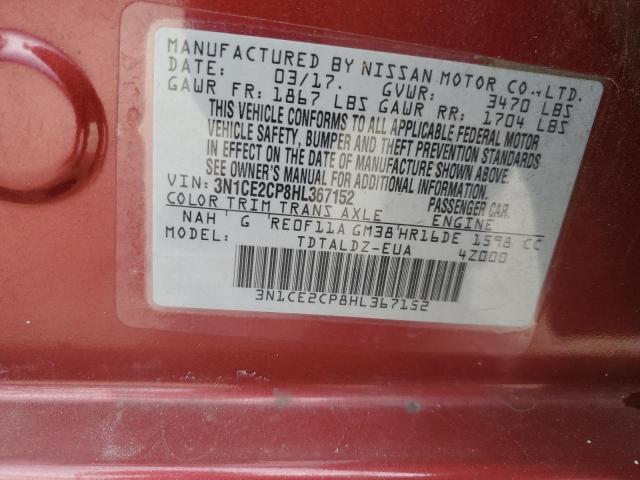 MANUFACTURED BY NISSAN MOTOR CO.,LTD.
DATE: 03/17. GVWR: 3470 LBS
GAWR FR: 1867 LBS GAWR RR: 1704 LBS
THIS VEHICLE CONFORMS TO ALL APPLICABLE FEDERAL MOTOR
VEHICLE SAFETY, BUMPER AND THEFT PREVENTION STANDARDS
IN EFFECT ON THE DATE OF MANUFACTURE SHOWN ABOVE.
SEE OWNER'S MANUAL FOR ADDITIONAL INFORMATION.
VIN: 3N1CE2CP8HL367152 PASSENGER CAR.
COLOR TRIM TRANS AXLE ENGINE
NAH G RE0F11A GM38 HR16DE 1598 CC
MODEL: TDTALDZ-EUA 4Z000
3N1CE2CP8HL367152